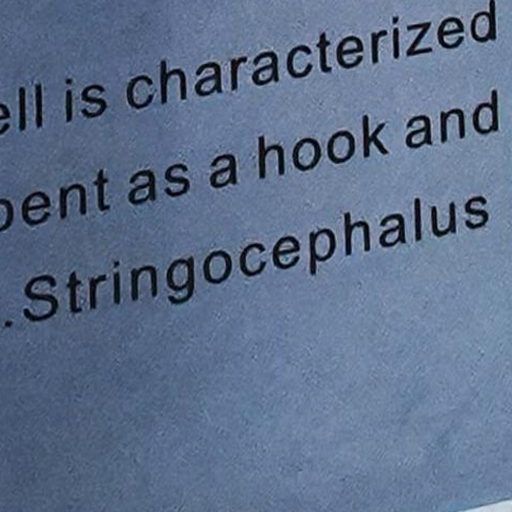 ell is characterized
bent as a hook and
.Stringocephalus